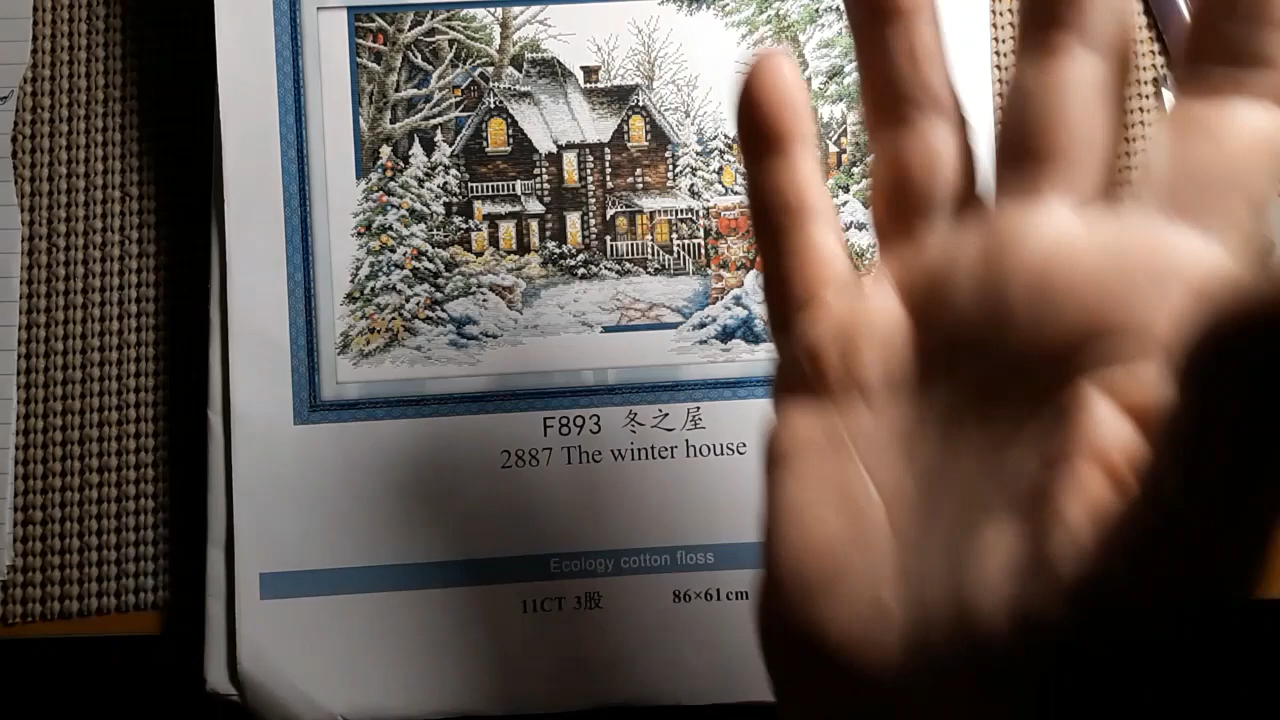 F893 冬之屋
2887 The winter house
Ecology cotton floss
11CT 3股 86×61cm